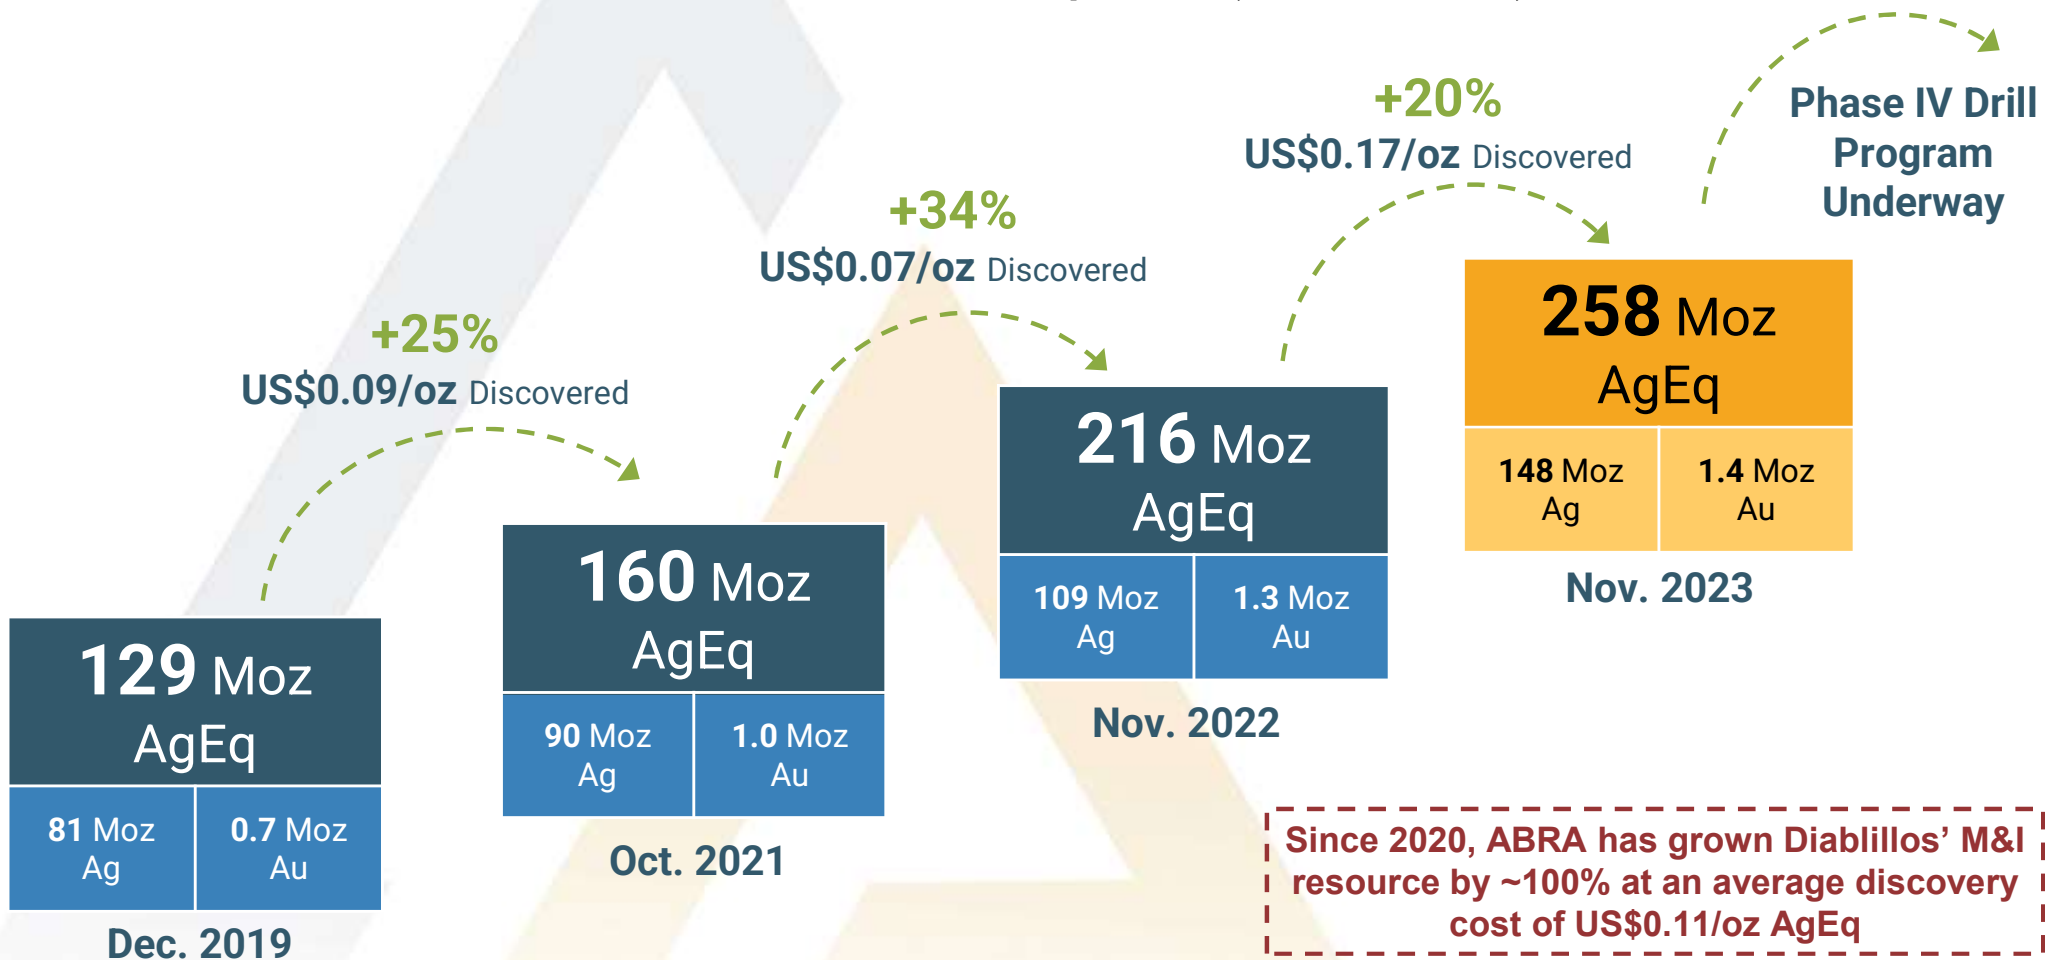 +25%
US$0.09/oz Discovered
+34%
US$0.07/oz Discovered
+20%
US$0.17/oz Discovered
Phase IV Drill
Program
Underway
129 Moz
AgEq
81 Moz
Ag
0.7 Moz
Au
Dec. 2019
160 Moz
AgEq
90 Moz
Ag
1.0 Moz
Au
Oct. 2021
216 Moz
AgEq
109 Moz
Ag
1.3 Moz
Au
Nov. 2022
258 Moz
AgEq
148 Moz
Ag
1.4 Moz
Au
Nov. 2023
Since 2020, ABRA has grown Diablillos’ M&I
resource by ~100% at an average discovery
cost of US$0.11/oz AgEq